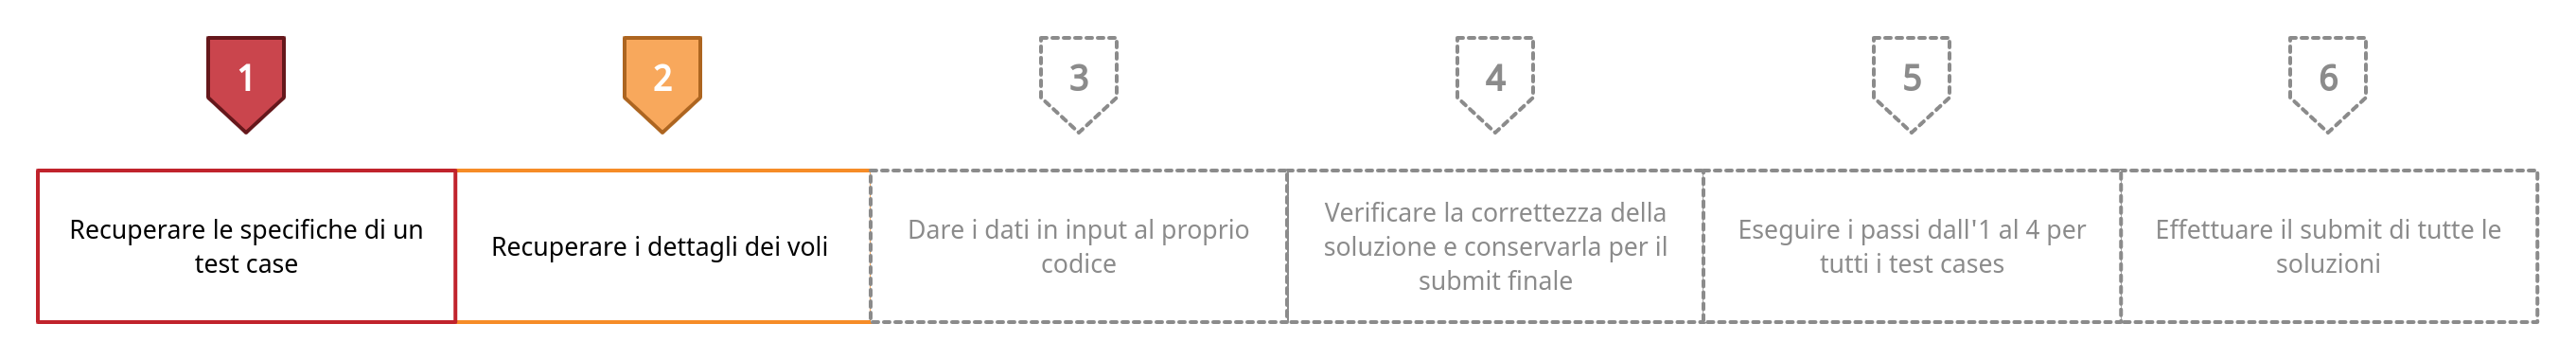 1
2
3
4
5
6
Recuperare le specifiche di un
test case
Recuperare i dettagli dei voli
Dare i dati in input al proprio
codice
Verificare la correttezza della
soluzione e conservarla per il
submit finale
Eseguire i passi dall'1 al 4 per
tutti i test cases
Effettuare il submit di tutte le
soluzioni